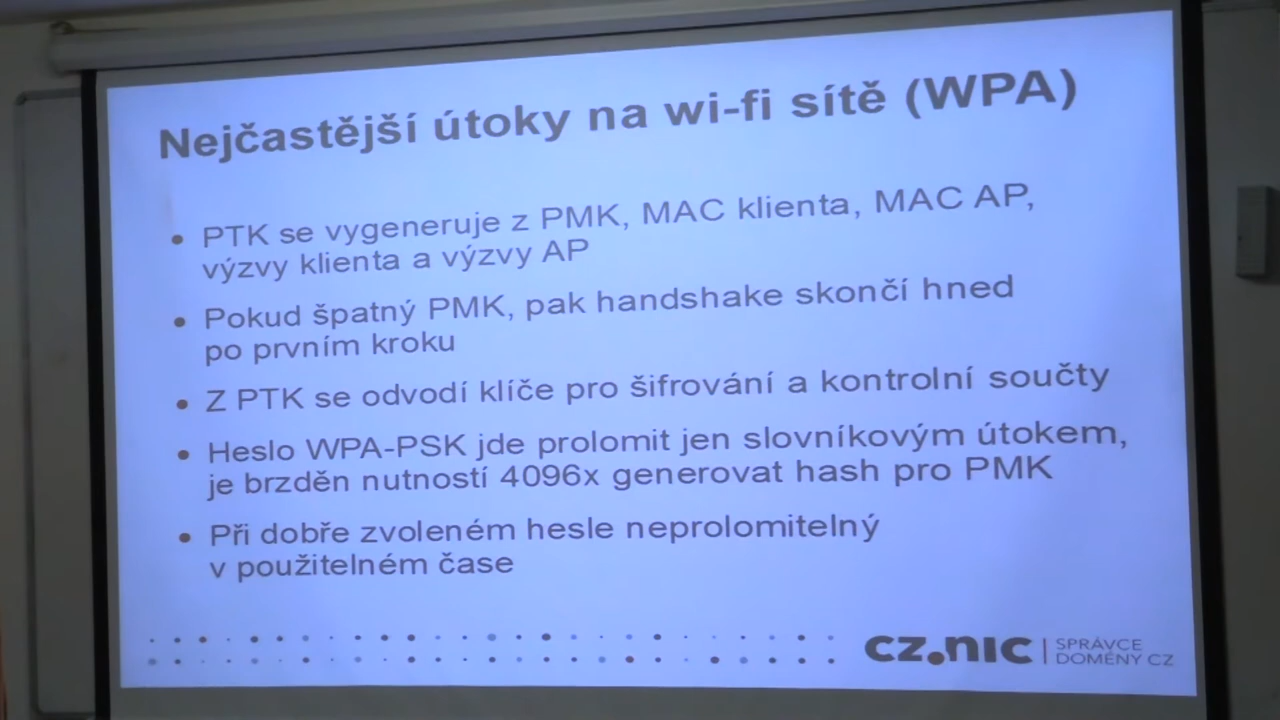 Nejčastější útoky na wi-fi sítě (WPA)
• PTK se vygeneruje z PMK, MAC klienta, MAC AP,
výzvy klienta a výzvy AP
• Pokud špatný PMK, pak handshake skončí hned
po prvním kroku
• Z PTK se odvodí klíče pro šifrování a kontrolní součty
• Heslo WPA-PSK jde prolomit jen slovníkovým útokem,
je brzděn nutností 4096x generovat hash pro PMK
• Při dobře zvoleném hesle neprolomitelný
v použitelném čase
cz.nic | SPRÁVCE
DOMÉNY CZ